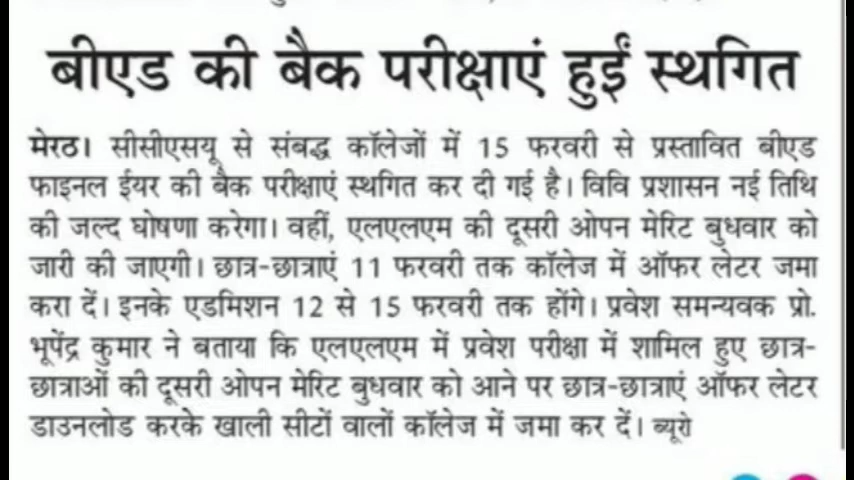 बीएड की बैक परीक्षाएं हुईं स्थगित
मेरठ। सीसीएसयू से संबद्ध कॉलेजों में 15 फरवरी से प्रस्तावित बीएड
फाइनल ईयर की बैक परीक्षाएं स्थगित कर दी गई है। विवि प्रशासन नई तिथि
की जल्द घोषणा करेगा। वहीं, एलएलएम की दूसरी ओपन मेरिट बुधवार को
जारी की जाएगी। छात्र-छात्राएं 11 फरवरी तक कॉलेज में ऑफर लेटर जमा
करा दें। इनके एडमिशन 12 से 15 फरवरी तक होंगे। प्रवेश समन्यवक प्रो.
भूपेंद्र कुमार ने बताया कि एलएलएम में प्रवेश परीक्षा में शामिल हुए छात्र-
छात्राओं की दूसरी ओपन मेरिट बुधवार को आने पर छात्र-छात्राएं ऑफर लेटर
डाउनलोड करके खाली सीटों वालों कॉलेज में जमा कर दें। ब्यूरो